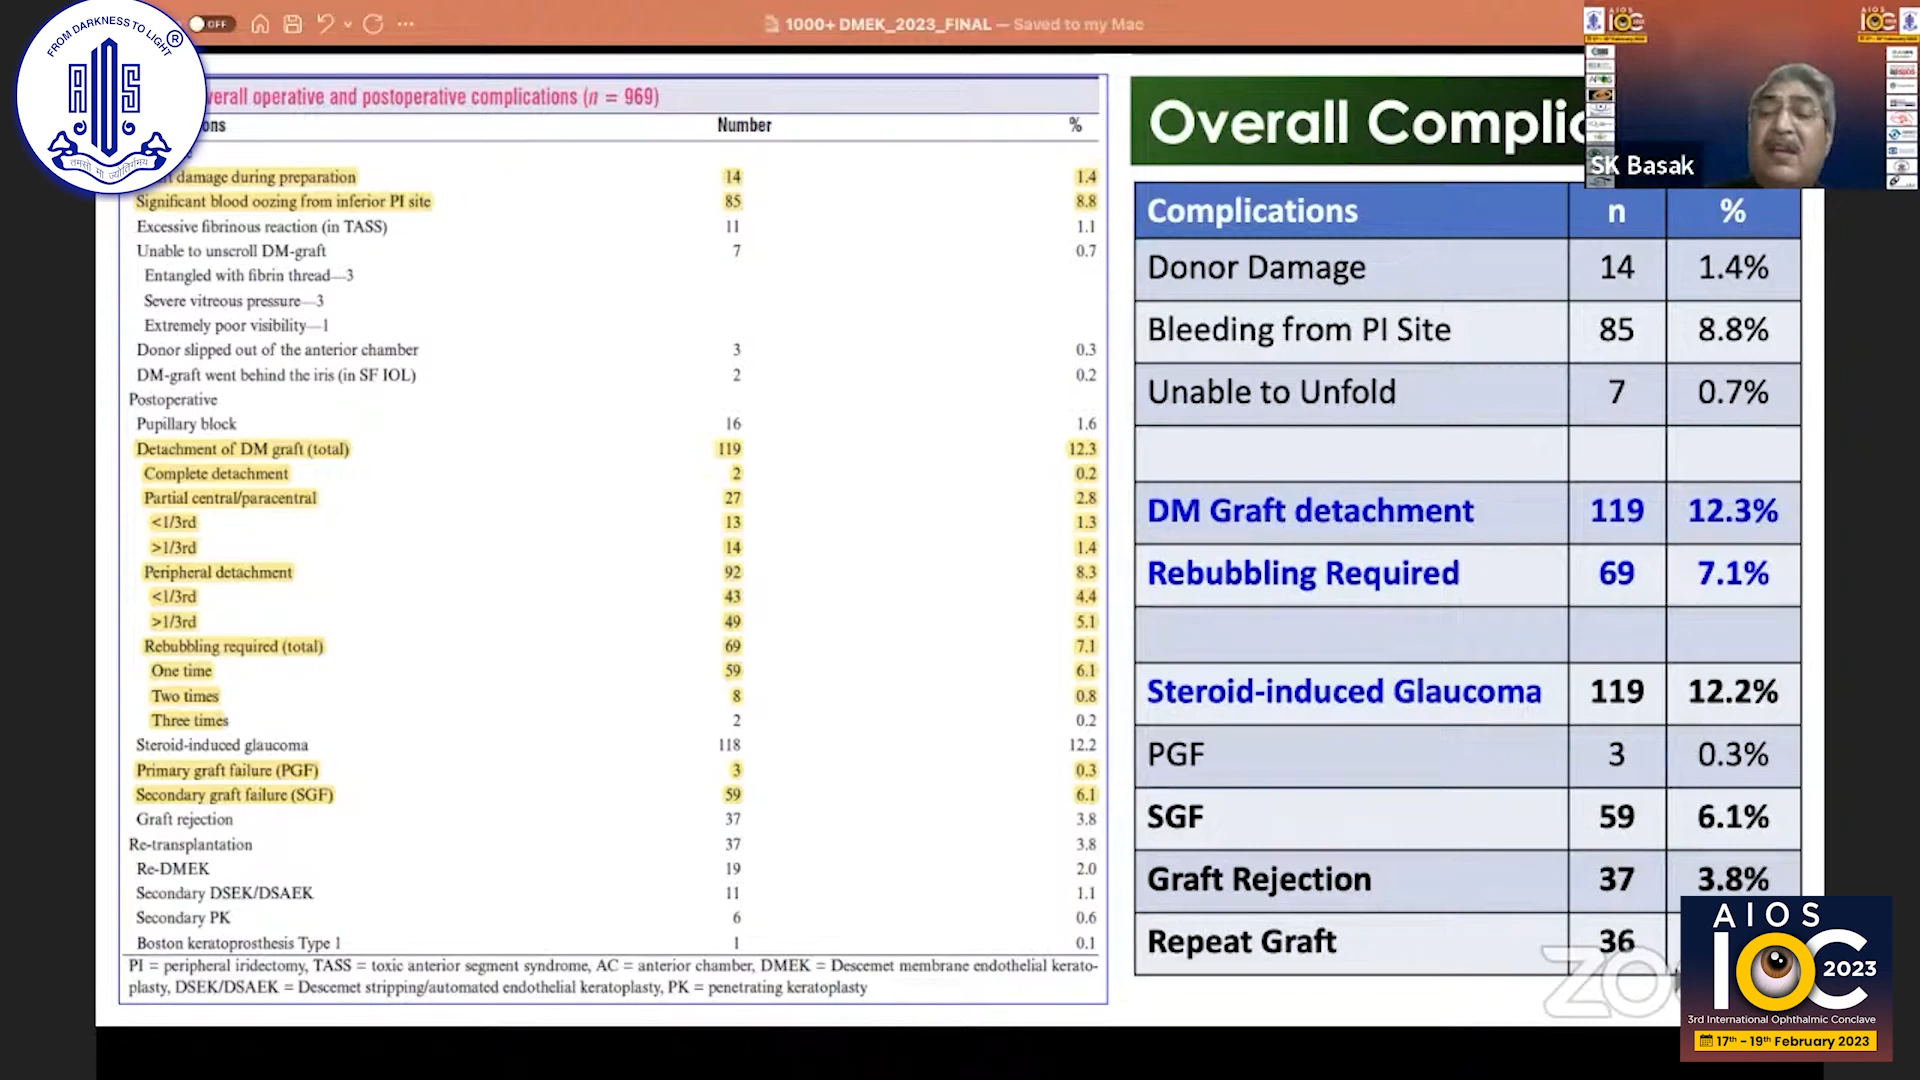 FROM DARKNESS TO LIGHT
®
AIOS
तमसो मा ज्योतिर्गमय
OFF
1000+ DMEK_2023_FINAL — Saved to my Mac
verall operative and postoperative complications (n = 969)
ons Number %
damage during preparation 14 1.4
Significant blood oozing from inferior PI site 85 8.8
Excessive fibrinous reaction (in TASS) 11 1.1
Unable to unscroll DM-graft 7 0.7
Entangled with fibrin thread—3
Severe vitreous pressure—3
Extremely poor visibility—1
Donor slipped out of the anterior chamber 3 0.3
DM-graft went behind the iris (in SF IOL) 2 0.2
Postoperative
Pupillary block 16 1.6
Detachment of DM graft (total) 119 12.3
Complete detachment 2 0.2
Partial central/paracentral 27 2.8
<1/3rd 13 1.3
>1/3rd 14 1.4
Peripheral detachment 92 8.3
<1/3rd 43 4.4
>1/3rd 49 5.1
Rebubbling required (total) 69 7.1
One time 59 6.1
Two times 8 0.8
Three times 2 0.2
Steroid-induced glaucoma 118 12.2
Primary graft failure (PGF) 3 0.3
Secondary graft failure (SGF) 59 6.1
Graft rejection 37 3.8
Re-transplantation 37 3.8
Re-DMEK 19 2.0
Secondary DSEK/DSAEK 11 1.1
Secondary PK 6 0.6
Boston keratoprosthesis Type 1 1 0.1
PI = peripheral iridectomy, TASS = toxic anterior segment syndrome, AC = anterior chamber, DMEK = Descemet membrane endothelial kerato-
plasty, DSEK/DSAEK = Descemet stripping/automated endothelial keratoplasty, PK = penetrating keratoplasty
Overall Complic
Complications n %
Donor Damage 14 1.4%
Bleeding from PI Site 85 8.8%
Unable to Unfold 7 0.7%
DM Graft detachment 119 12.3%
Rebubbling Required 69 7.1%
Steroid-induced Glaucoma 119 12.2%
PGF 3 0.3%
SGF 59 6.1%
Graft Rejection 37 3.8%
Repeat Graft 36
SK Basak
AIOS
IOC
2023
3rd International Ophthalmic Conclave
17th - 19th February 2023